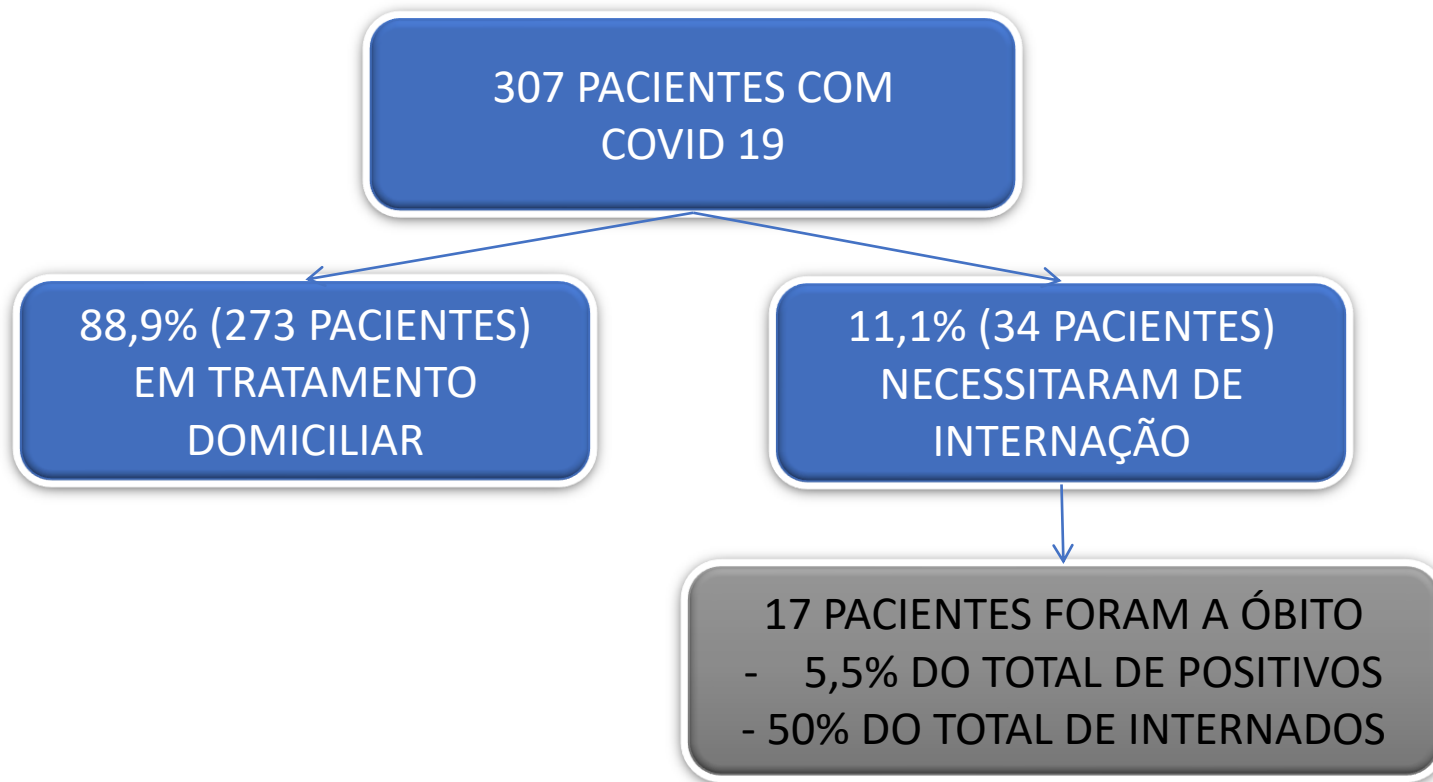 307 PACIENTES COM
COVID 19
88,9% (273 PACIENTES)
EM TRATAMENTO
DOMICILIAR
11,1% (34 PACIENTES)
NECESSITARAM DE
INTERNAÇÃO
17 PACIENTES FORAM A ÓBITO
- 5,5% DO TOTAL DE POSITIVOS
- 50% DO TOTAL DE INTERNADOS